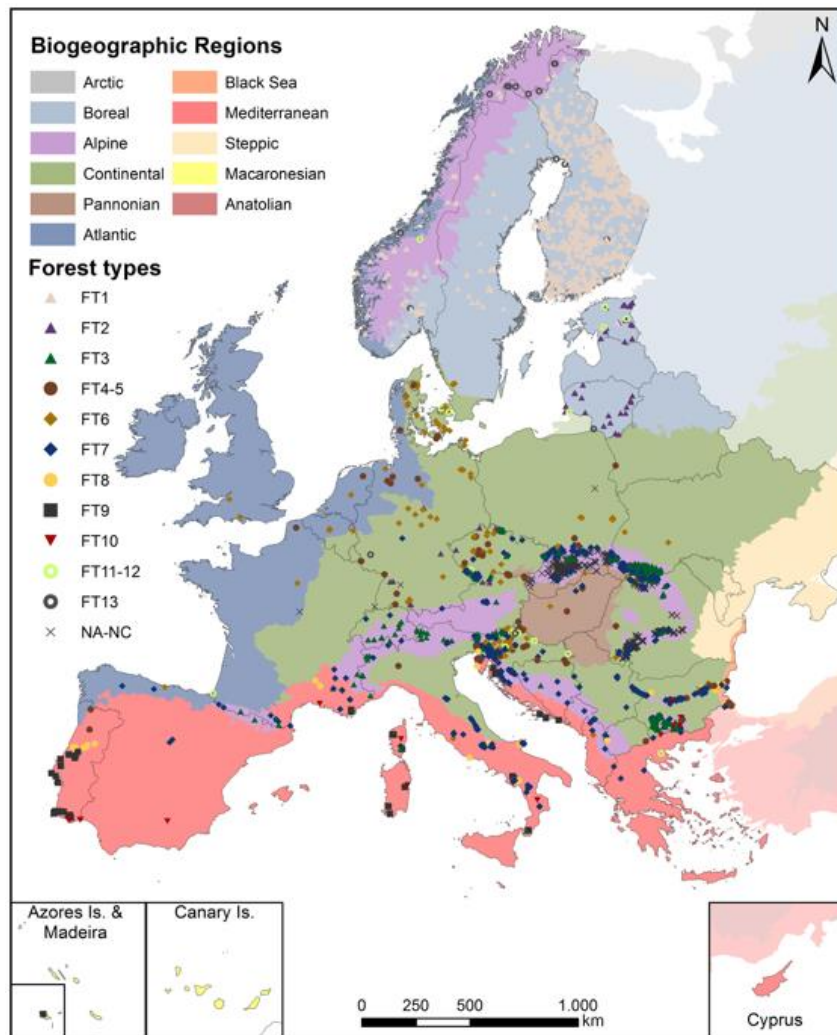 N
Biogeographic Regions
Arctic
Black Sea
Boreal
Mediterranean
Alpine
Steppic
Continental
Macaronesian
Pannonian
Anatolian
Atlantic
Forest types
FT1
FT2
FT3
FT4-5
FT6
FT7
FT8
FT9
FT10
FT11-12
FT13
NA-NC
Azores Is. &
Madeira
Canary Is.
0 250 500 1.000
km
Cyprus